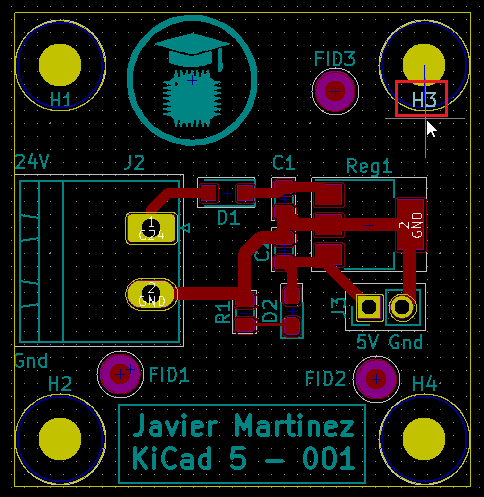 FID3
H1
H3
24V
J2
C1
Reg1
D1
1
G24
2
GND
2
GND
R1
D2
J3
5V Gnd
Gnd
H2
FID1
FID2
H4
Javier Martinez
KiCad 5 - 001